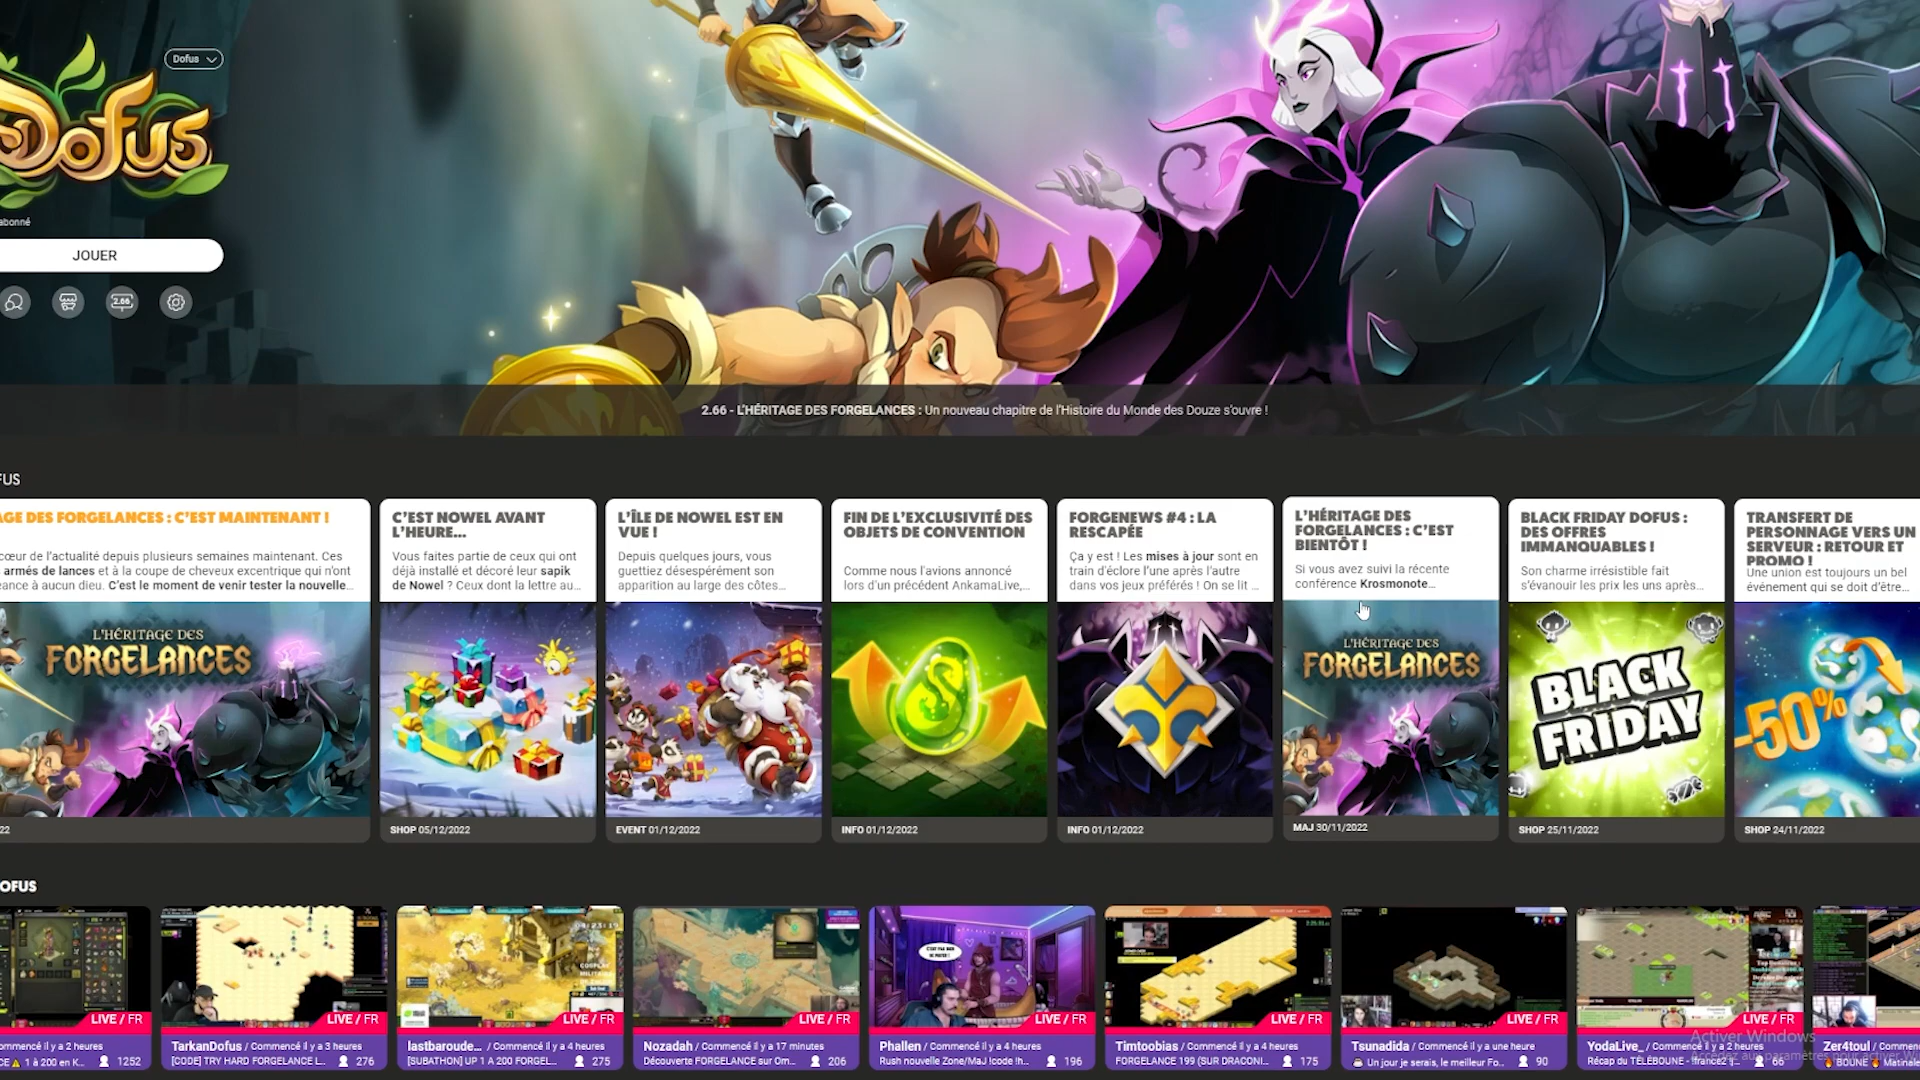 Dofus
DOFUS
abonné
JOUER
2.66
2.66 - L'HÉRITAGE DES FORGELANCES : Un nouveau chapitre de l'Histoire du Monde des Douze s'ouvre !
FUS
AGE DES FORGELANCES : C'EST MAINTENANT !
cœur de l'actualité depuis plusieurs semaines maintenant. Ces
armés de lances et à la coupe de cheveux excentrique qui n'ont
eance à aucun dieu. C'est le moment de venir tester la nouvelle...
L'HÉRITAGE DES
FORGELANCES
22
C'EST NOWEL AVANT
L'HEURE...
Vous faites partie de ceux qui ont
déjà installé et décoré leur sapik
de Nowel ? Ceux dont la lettre au...
SHOP 05/12/2022
L'ÎLE DE NOWEL EST EN
VUE !
Depuis quelques jours, vous
guettiez désespérément son
apparition au large des côtes...
EVENT 01/12/2022
FIN DE L'EXCLUSIVITÉ DES
OBJETS DE CONVENTION
Comme nous l'avions annoncé
lors d'un précédent AnkamaLive,...
INFO 01/12/2022
FORGENEWS #4 : LA
RESCAPÉE
Ça y est ! Les mises à jour sont en
train d'éclore l'une après l'autre
dans vos jeux préférés ! On se lit ...
INFO 01/12/2022
L'HÉRITAGE DES
FORGELANCES : C'EST
BIENTÔT !
Si vous avez suivi la récente
conférence Krosmonote...
L'HÉRITAGE DES
FORGELANCES
MAJ 30/11/2022
BLACK FRIDAY DOFUS :
DES OFFRES
IMMANQUABLES !
Son charme irrésistible fait
s'évanouir les prix les uns après...
BLACK
FRIDAY
SHOP 25/11/2022
TRANSFERT DE
PERSONNAGE VERS UN
SERVEUR : RETOUR ET
PROMO !
Une union est toujours un bel
événement qui se doit d'être...
-50%
SHOP 24/11/2022
DOFUS
LIVE / FR
ommencé il y a 2 heures
CE ⚠ 1 à 200 en K... 1252
LIVE / FR
TarkanDofus / Commencé il y a 3 heures
[CODE] TRY HARD FORGELANCE L... 276
LIVE / FR
lastbaroude... / Commencé il y a 4 heures
[SUBATHON] UP 1 A 200 FORGEL... 275
LIVE / FR
Nozadah / Commencé il y a 17 minutes
Découverte FORGELANCE sur Om... 206
LIVE / FR
Phallen / Commencé il y a 4 heures
Rush nouvelle Zone/MaJ !code !h... 196
LIVE / FR
Timtoobias / Commencé il y a 4 heures
FORGELANCE 199 (SUR DRACONI... 175
LIVE / FR
Tsunadida / Commencé il y a une heure
Un jour je serais, le meilleur Fo... 90
LIVE / FR
YodaLive_ / Commencé il y a 2 heures
Récap du TÉLÉBOUNE - !france2 !j... 66
Zer4toul / Comm
BOUNE Matinale
Activer Windows